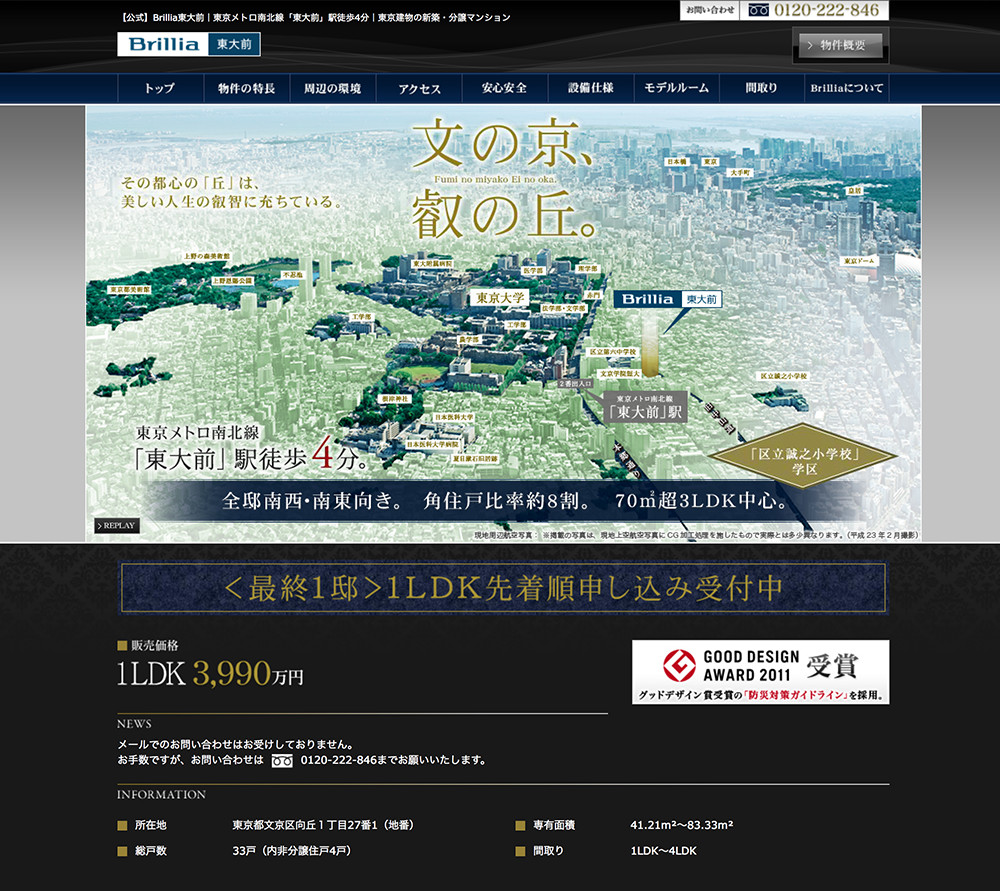 【公式】Brillia東大前｜東京メトロ南北線「東大前」駅徒歩4分｜東京建物の新築・分譲マンション
お問い合わせ 0120-222-846
Brillia 東大前
物件概要
トップ 物件の特長 周辺の環境 アクセス 安心安全 設備仕様 モデルルーム 間取り Brilliaについて
文の京、
Fumi no miyako Ei no oka.
叡の丘。
その都心の「丘」は、
美しい人生の叡智に充ちている。
日本橋
東京
大手町
皇居
東京ドーム
上野の森美術館
上野恩賜公園
不忍池
東京都美術館
東大附属病院
医学部
理学部
東京大学
赤門
法学部・文学部
工学部
工学部
農学部
Brillia 東大前
区立第六中学校
文京学院短大
区立誠之小学校
2番出入口
東京メトロ南北線
「東大前」駅
根津神社
日本医科大学
日本医科大学病院
夏目漱石旧居跡
東京メトロ南北線
「東大前」駅徒歩4分。
「区立誠之小学校」
学区
全邸南西・南東向き。 角住戸比率約8割。 70㎡超3LDK中心。
REPLAY
現地周辺航空写真： ※掲載の写真は、現地上空航空写真にCG加工処理を施したもので実際とは多少異なります。（平成23年2月撮影）
＜最終1邸＞1LDK先着順申し込み受付中
販売価格
1LDK 3,990万円
GOOD DESIGN
AWARD 2011 受賞
グッドデザイン賞受賞の「防災対策ガイドライン」を採用。
NEWS
メールでのお問い合わせはお受けしておりません。
お手数ですが、お問い合わせは 0120-222-846までお願いいたします。
INFORMATION
所在地 東京都文京区向丘１丁目27番1（地番） 専有面積 41.21m²～83.33m²
総戸数 33戸（内非分譲住戸4戸） 間取り 1LDK～4LDK